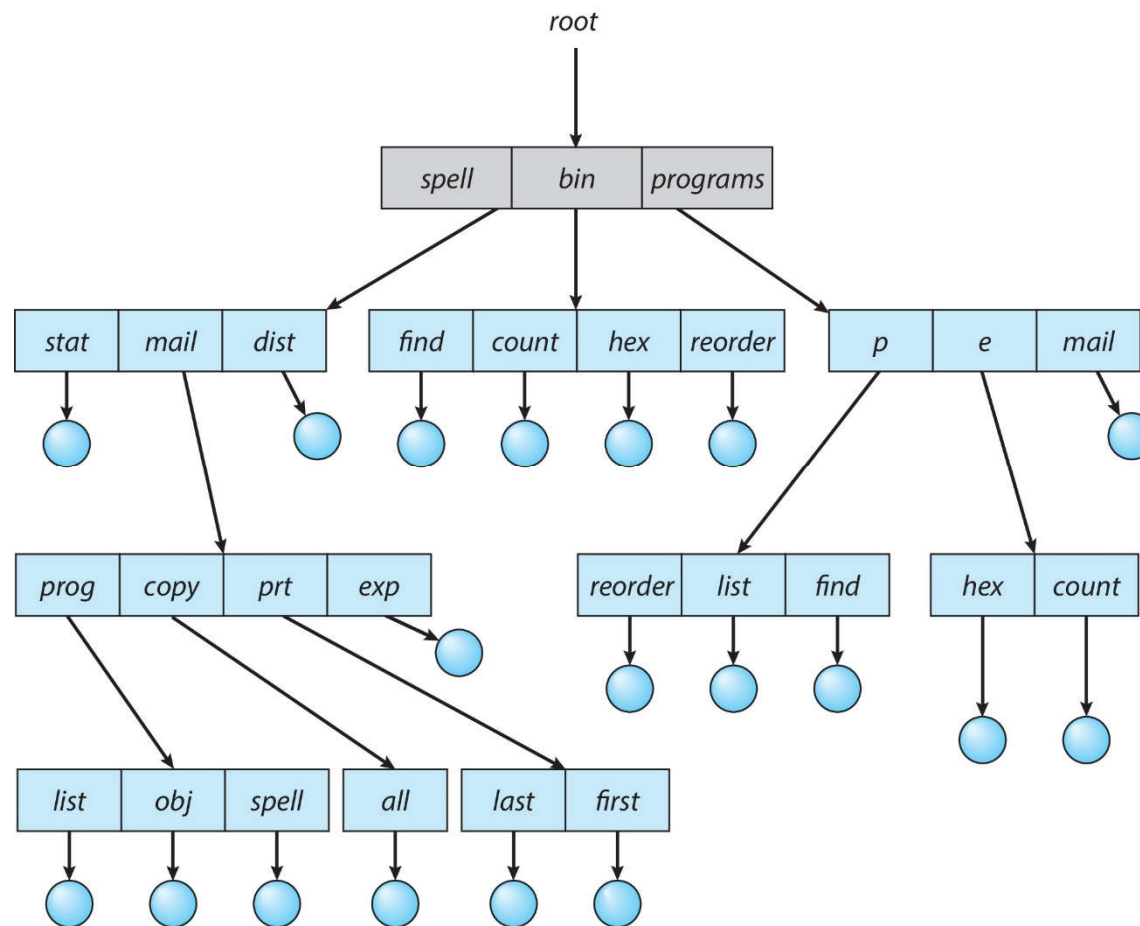 root
spell bin programs
stat mail dist find count hex reorder p e mail
prog copy prt exp reorder list find hex count
list obj spell all last first